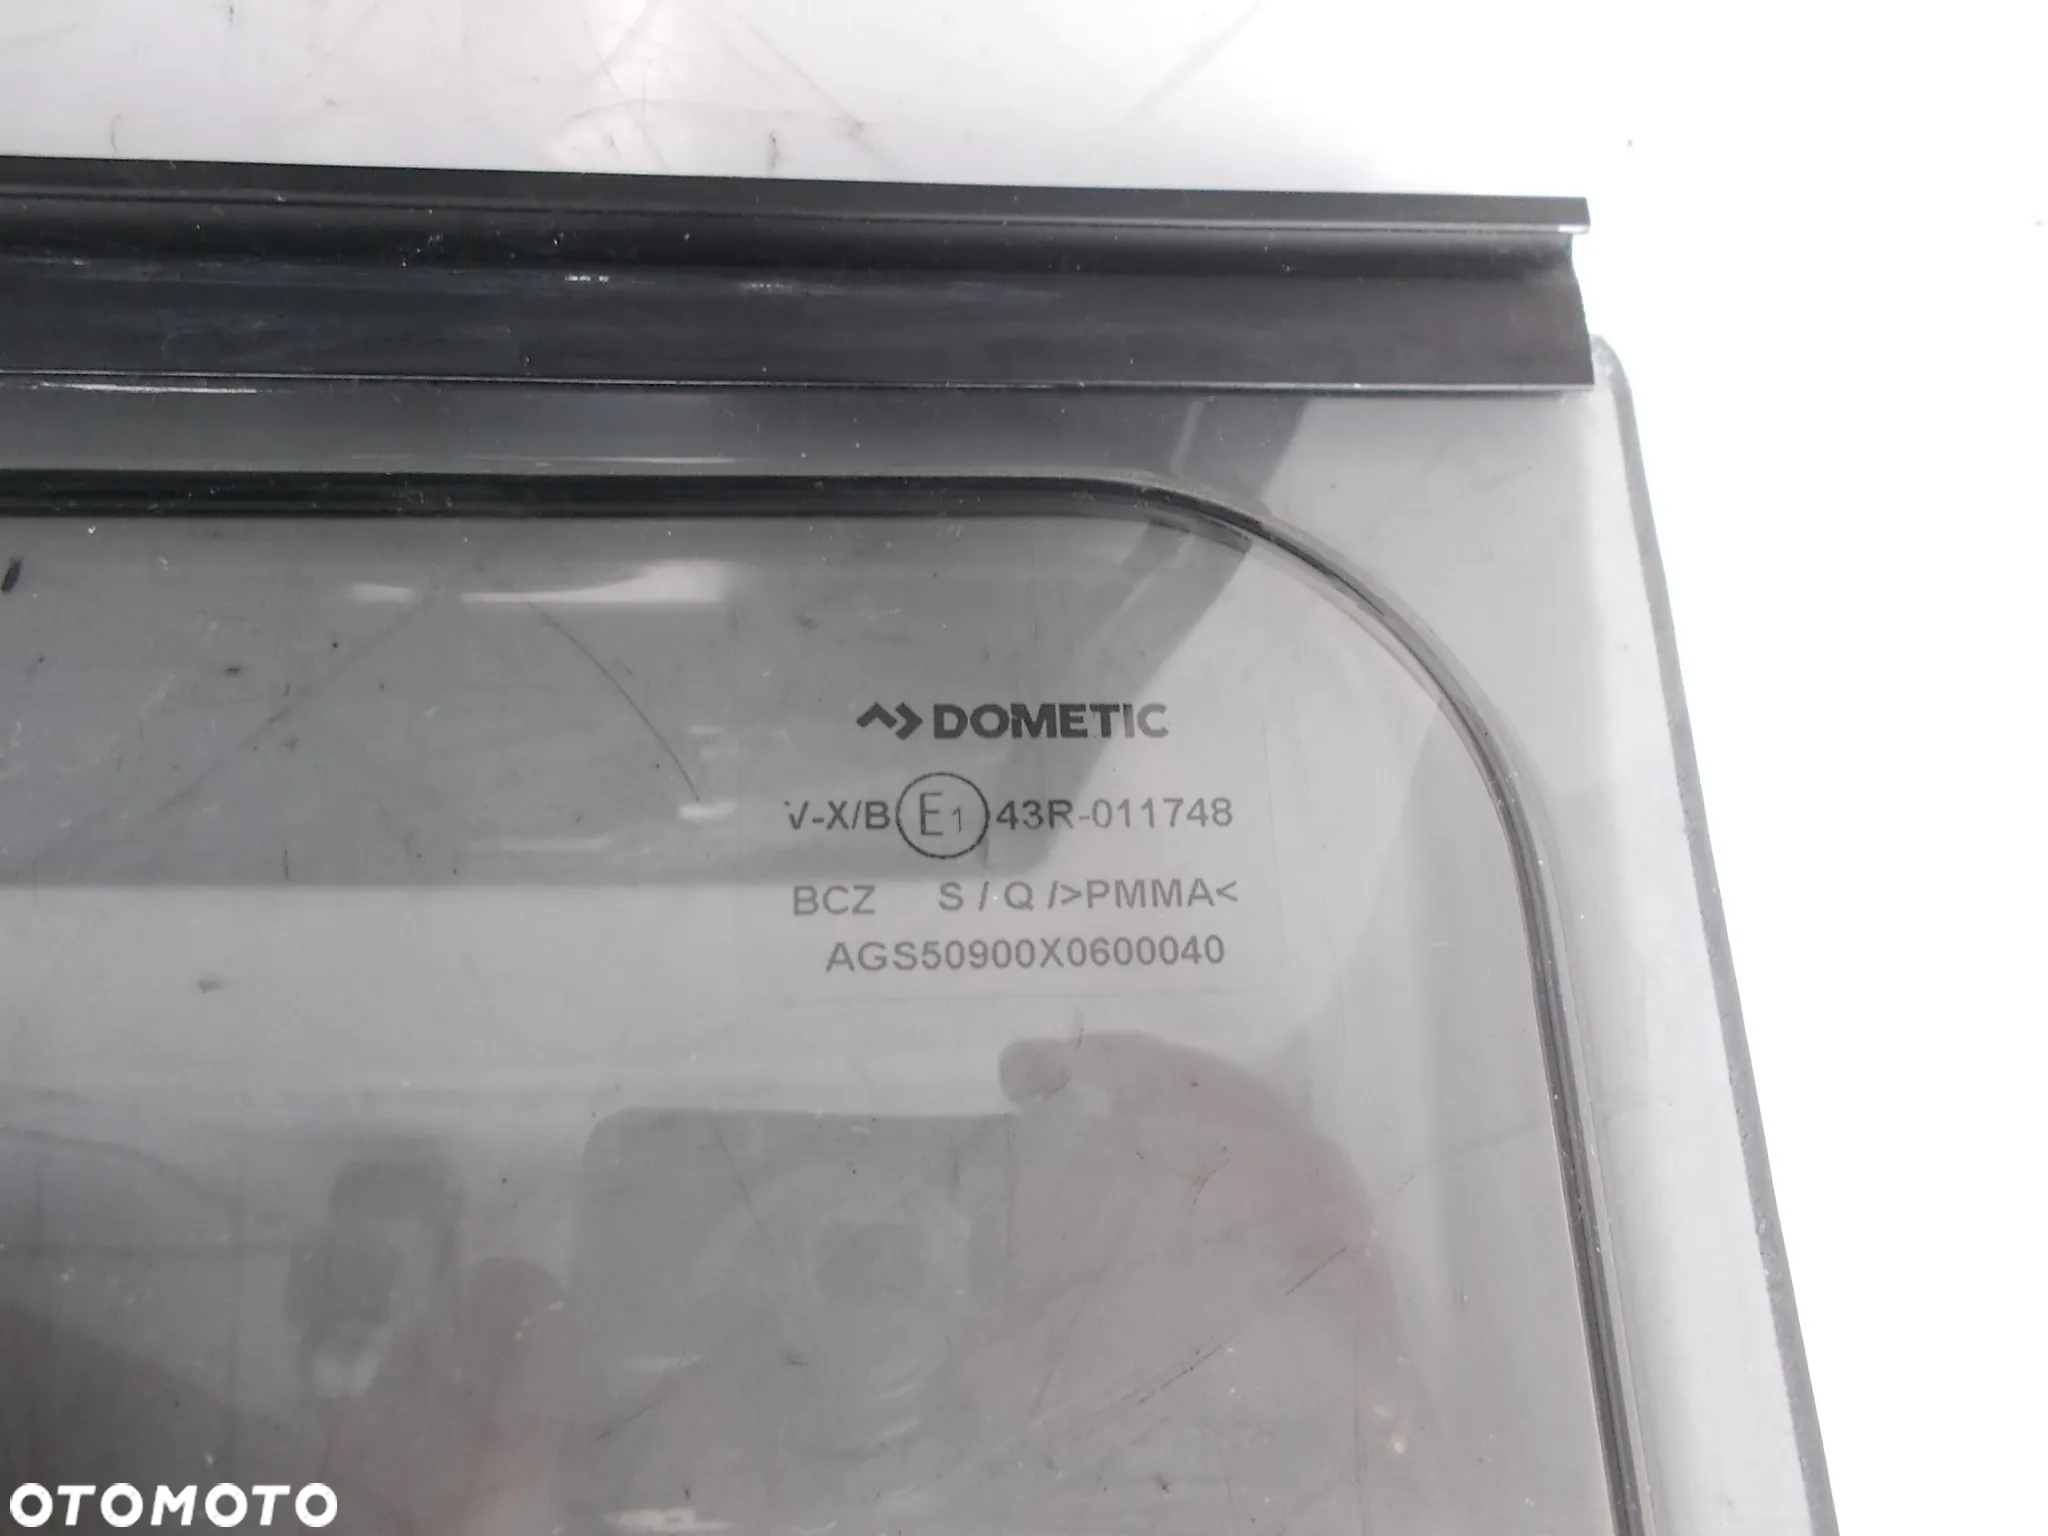 DOMETIC
V-X/B E1 43R-011748
BCZ S / Q />PMMA<
AGS50900X0600040
OTOMOTO